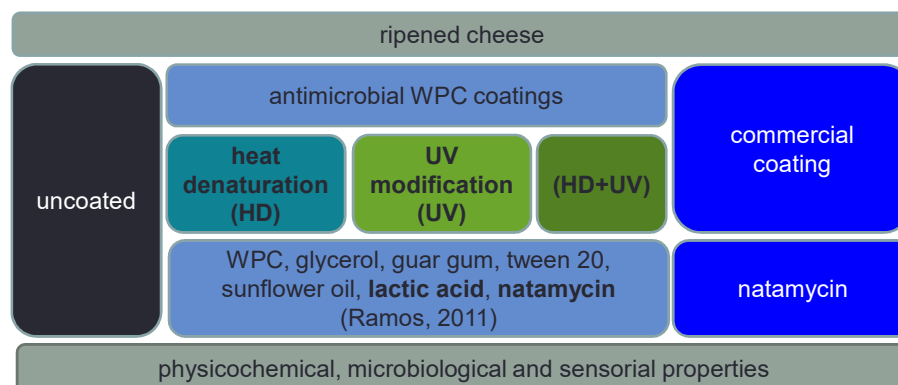 ripened cheese
antimicrobial WPC coatings
commercial
coating
uncoated
heat
denaturation
(HD)
UV
modification
(UV)
(HD+UV)
WPC, glycerol, guar gum, tween 20,
sunflower oil, lactic acid, natamycin
(Ramos, 2011)
natamycin
physicochemical, microbiological and sensorial properties